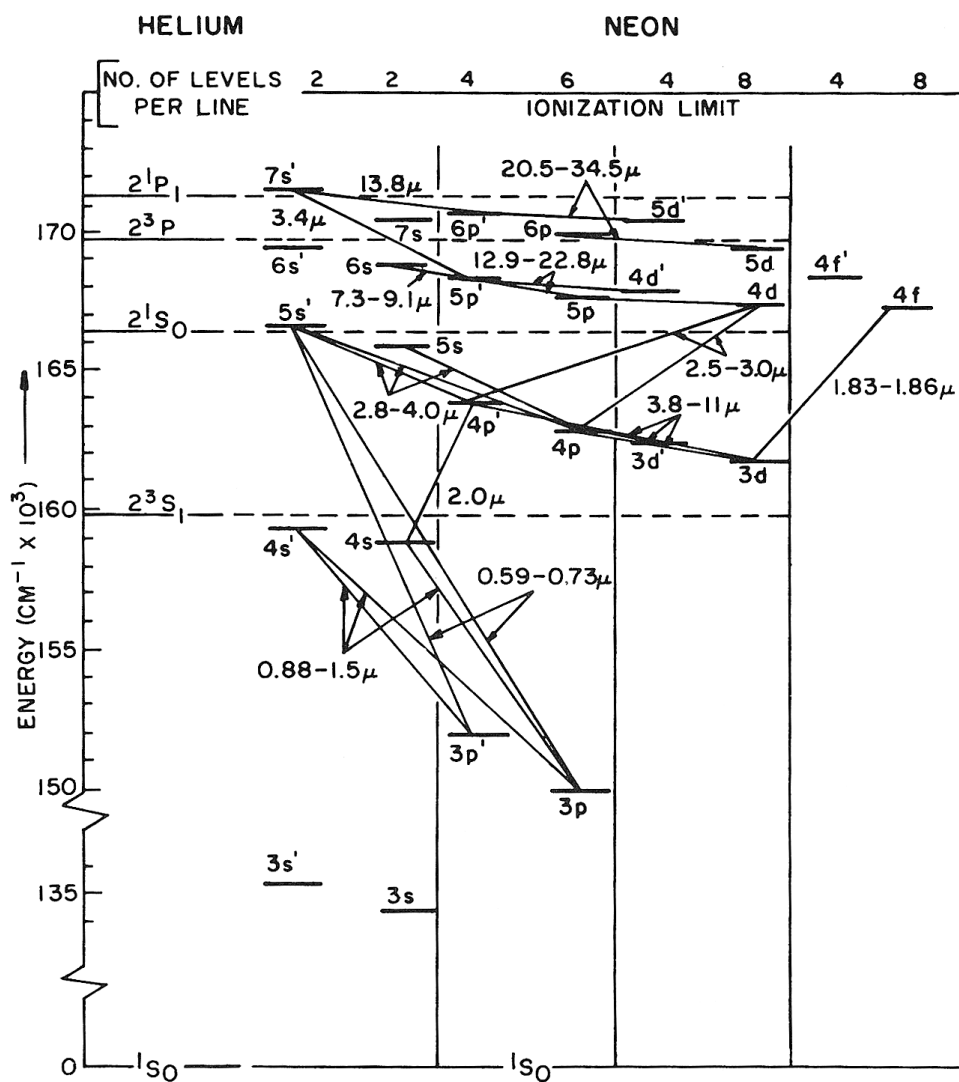 HELIUM NEON
NO. OF LEVELS 2 2 4 6 4 8 4 8
PER LINE IONIZATION LIMIT
7s' 13.8μ 20.5–34.5μ
2¹P₁
3.4μ 7s 6p' 6p 5d'
170 2³P
6s' 6s 12.9–22.8μ 4d' 5d 4f'
7.3–9.1μ 5p' 5p 4d 4f
2¹S₀ 5s'
5s 2.5–3.0μ
165
2.8–4.0μ 4p' 3.8–11μ 1.83–1.86μ
4p 3d' 3d
2³S₁ 2.0μ
160
4s' 4s
0.59–0.73μ
155 0.88–1.5μ
3p'
150 3p
3s'
135 3s
ENERGY (CM⁻¹ x 10³)
0 ¹S₀ ¹S₀